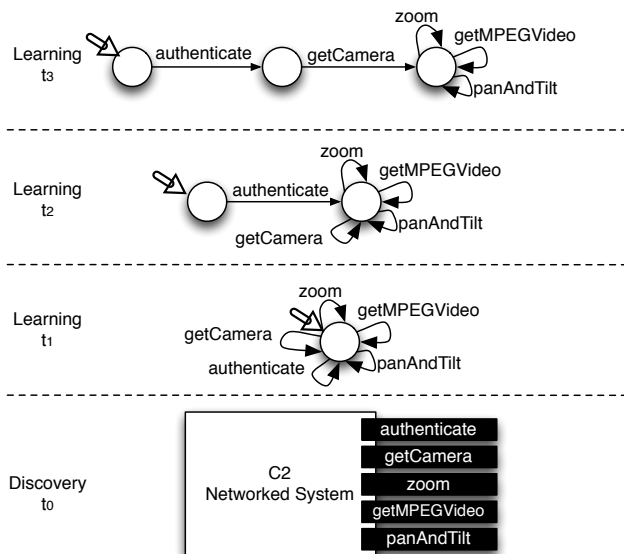 zoom
getMPEGVideo
authenticate
getCamera
panAndTilt
Learning
t3
zoom
getMPEGVideo
authenticate
panAndTilt
getCamera
Learning
t2
zoom
getMPEGVideo
getCamera
authenticate
panAndTilt
Learning
t1
authenticate
getCamera
zoom
getMPEGVideo
panAndTilt
C2
Networked System
Discovery
t0